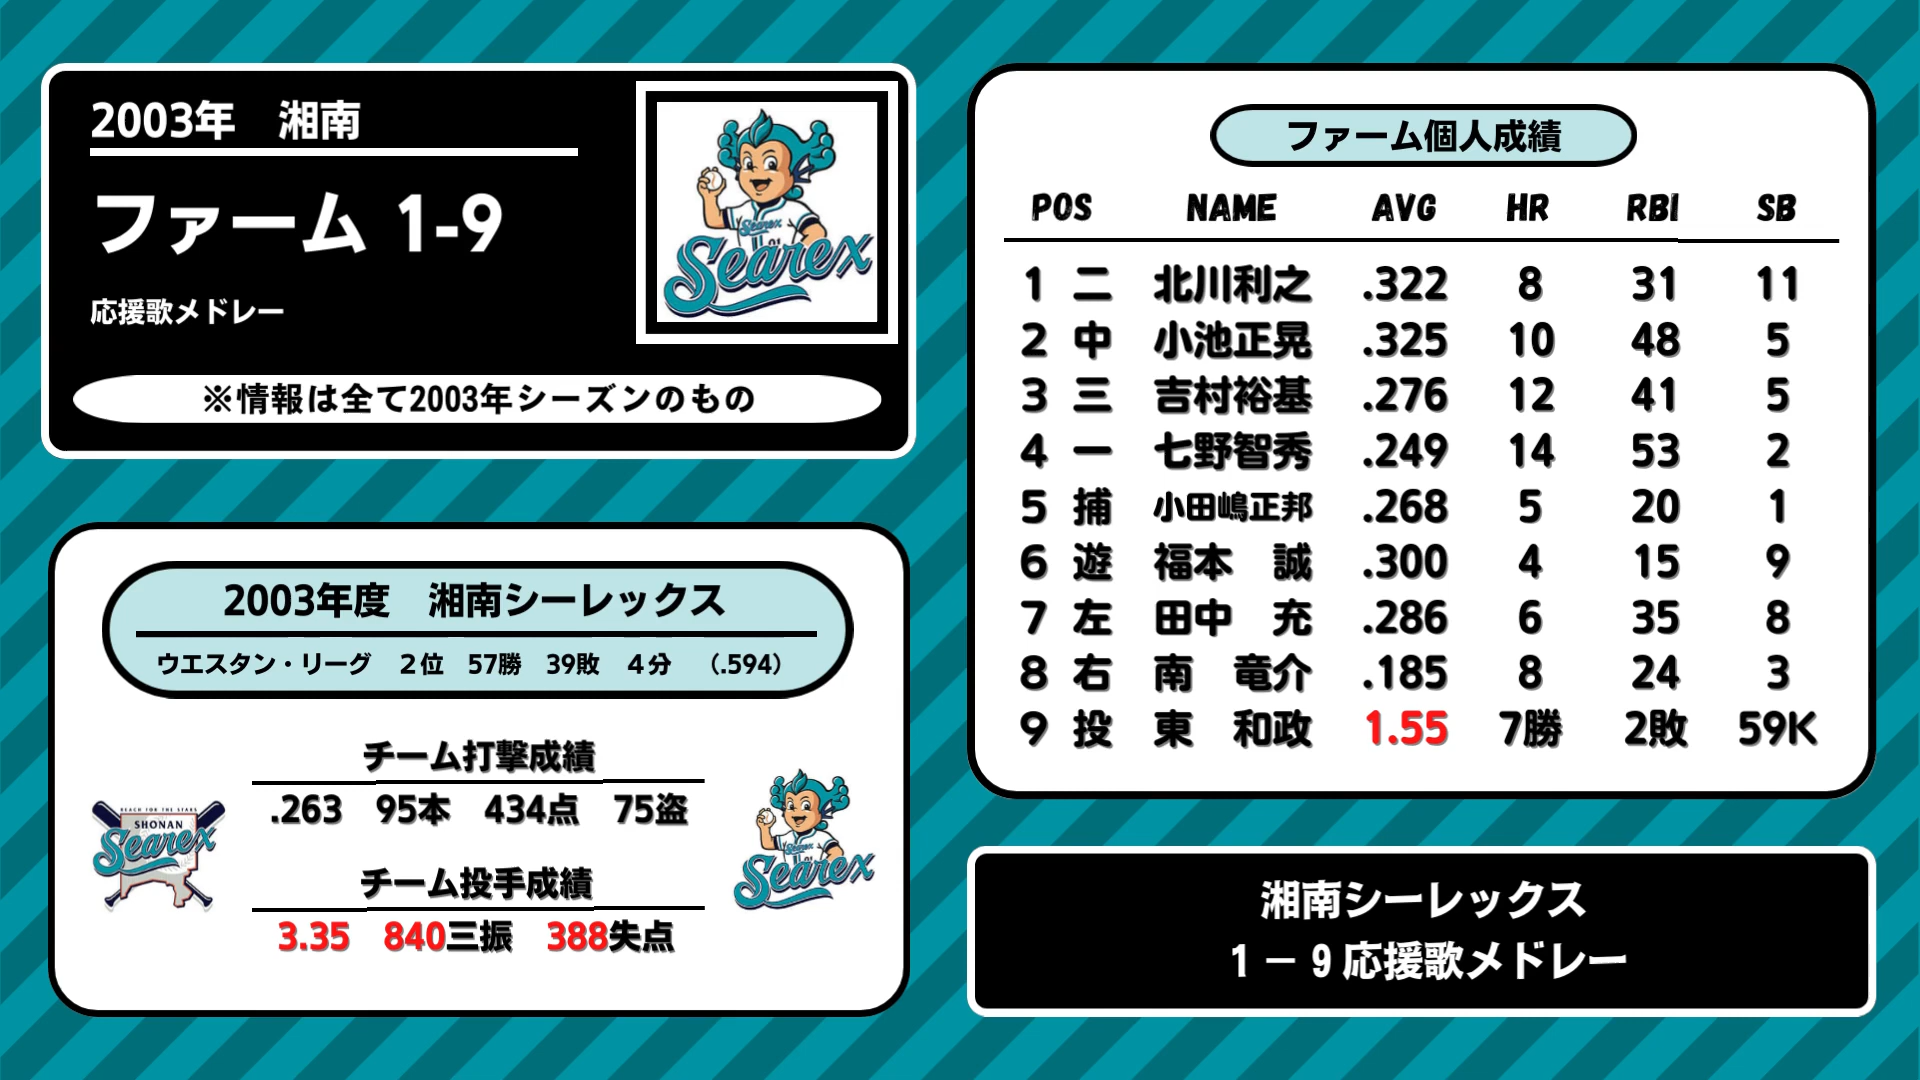 2003年　湘南
ファーム 1-9
応援歌メドレー
Searex
Searex
※情報は全て2003年シーズンのもの
2003年度　湘南シーレックス
ウエスタン・リーグ　２位　57勝　39敗　４分　（.594）
チーム打撃成績
.263　95本　434点　75盗
チーム投手成績
3.35　840三振　388失点
REACH FOR THE STARS
SHONAN
Searex
Searex
Searex
ファーム個人成績
POS NAME AVG HR RBI SB
1 二 北川利之 .322 8 31 11
2 中 小池正晃 .325 10 48 5
3 三 吉村裕基 .276 12 41 5
4 一 七野智秀 .249 14 53 2
5 捕 小田嶋正邦 .268 5 20 1
6 遊 福本　誠 .300 4 15 9
7 左 田中　充 .286 6 35 8
8 右 南　竜介 .185 8 24 3
9 投 東　和政 1.55 7勝 2敗 59K
湘南シーレックス
１－９応援歌メドレー